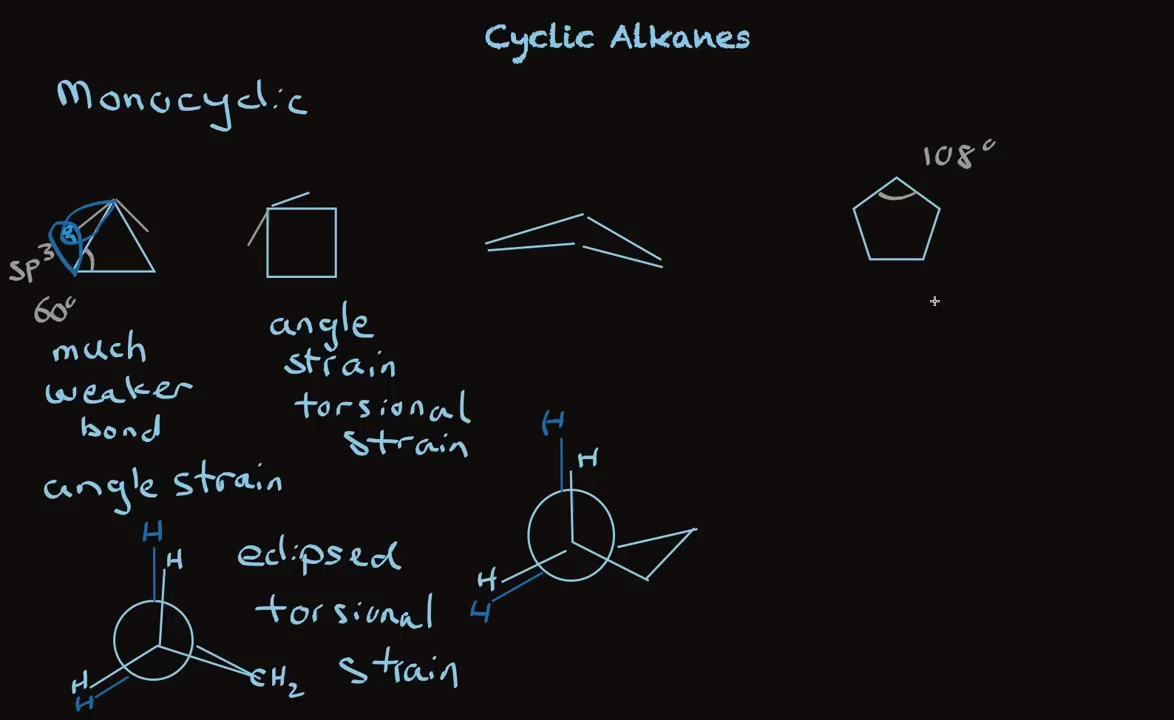 Cyclic Alkanes
Monocyclic
108°
sp³
60°
much
weaker
bond
angle strain
angle
strain
torsional
strain
H
H
H
H
CH₂
eclipsed
torsional
strain
H
H
H
H